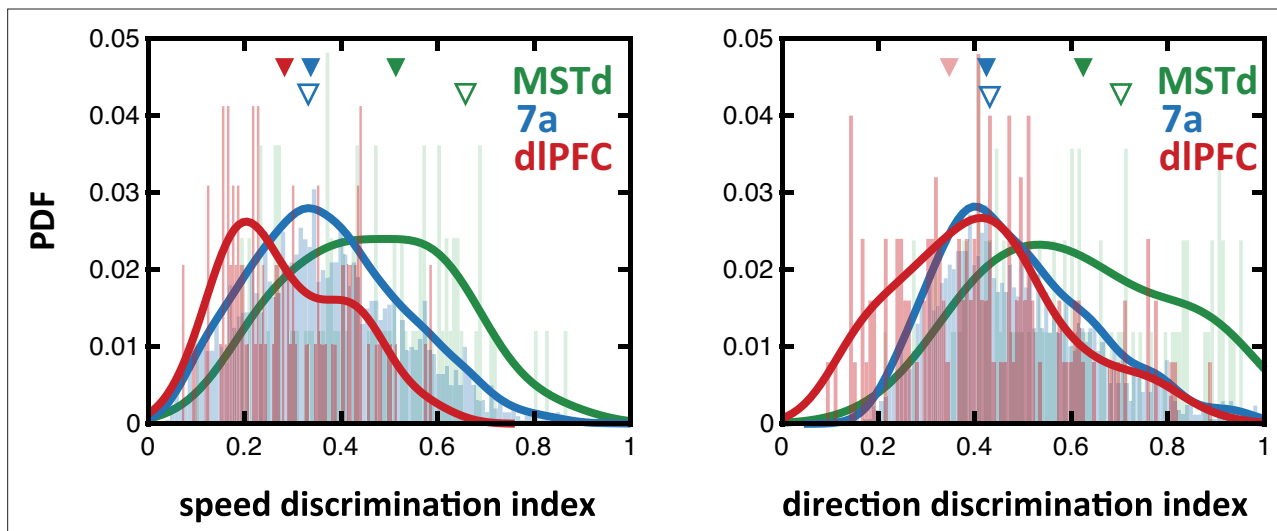 PDF
0.05
0.04
0.03
0.02
0.01
0
0 0.2 0.4 0.6 0.8 1
MSTd
7a
dlPFC
speed discrimination index
0.05
0.04
0.03
0.02
0.01
0
0 0.2 0.4 0.6 0.8 1
MSTd
7a
dlPFC
direction discrimination index